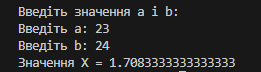 Введіть значення a і b:
Введіть a: 23
Введіть b: 24
Значення X = 1.7083333333333333